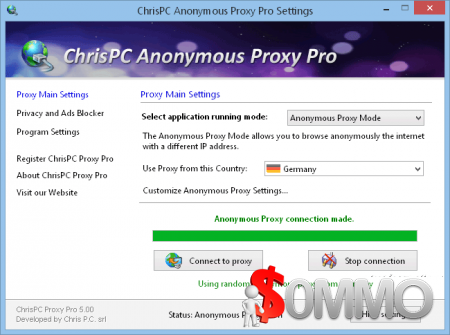 ChrisPC Anonymous Proxy Pro Settings
ChrisPC Anonymous Proxy Pro
Proxy Main Settings
Privacy and Ads Blocker
Program Settings
Register ChrisPC Proxy Pro
About ChrisPC Proxy Pro
Visit our Website
Proxy Main Settings
Select application running mode:
Anonymous Proxy Mode
The Anonymous Proxy Mode allows you to browse anonymously the internet
with a different IP address.
Use Proxy from this Country:
Germany
Customize Anonymous Proxy Settings...
Anonymous Proxy connection made.
Connect to proxy
Stop connection
Using random
ChrisPC Proxy Pro 5.00
Developed by Chris P.C. srl
Status: Anonymous
$OMMO